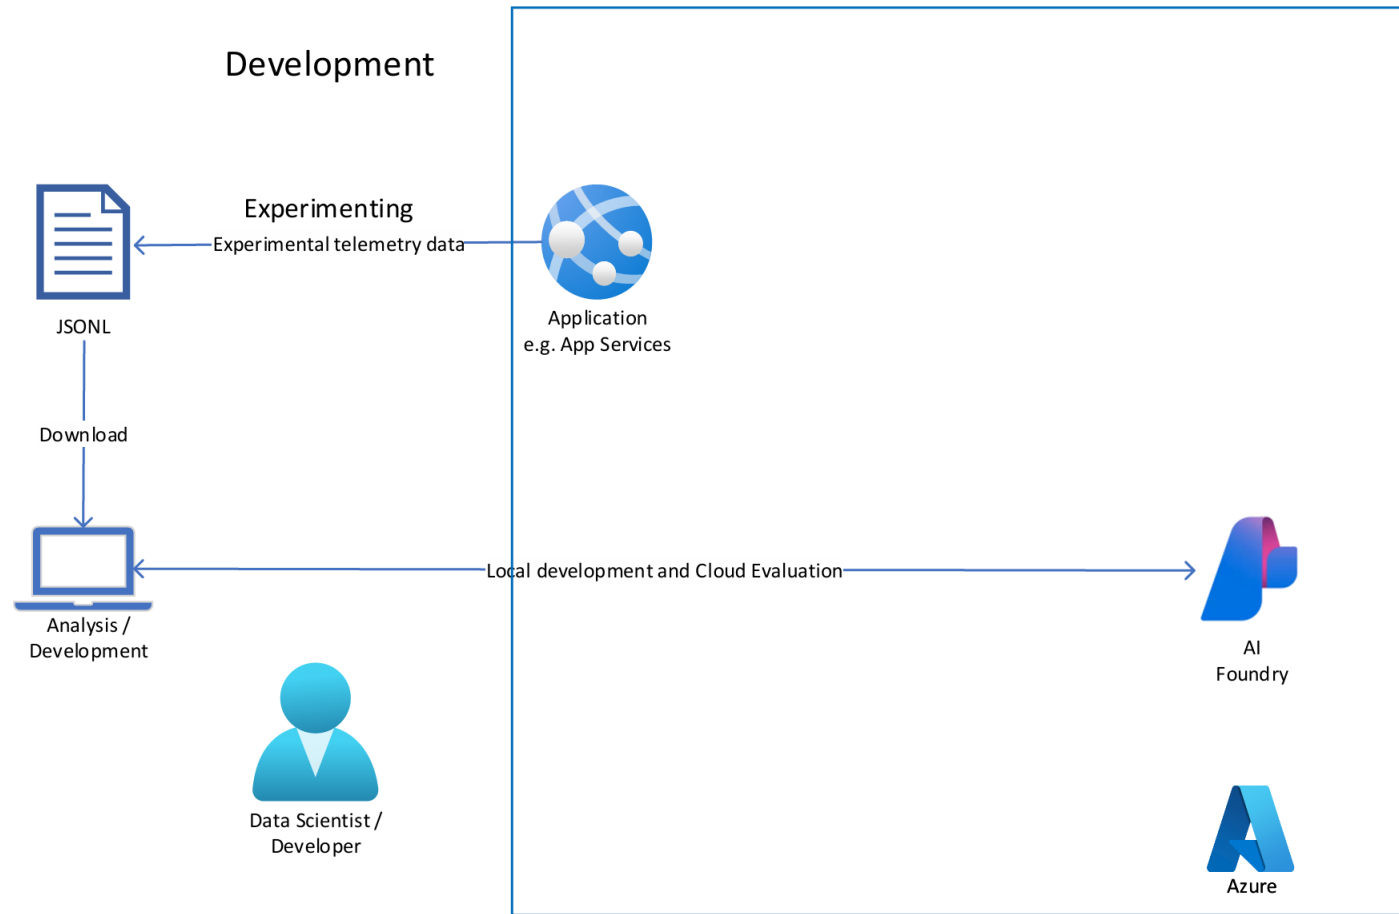 Development
Experimenting
Experimental telemetry data
JSONL
Application
e.g. App Services
Download
Local development and Cloud Evaluation
Analysis /
Development
AI
Foundry
Data Scientist /
Developer
Azure